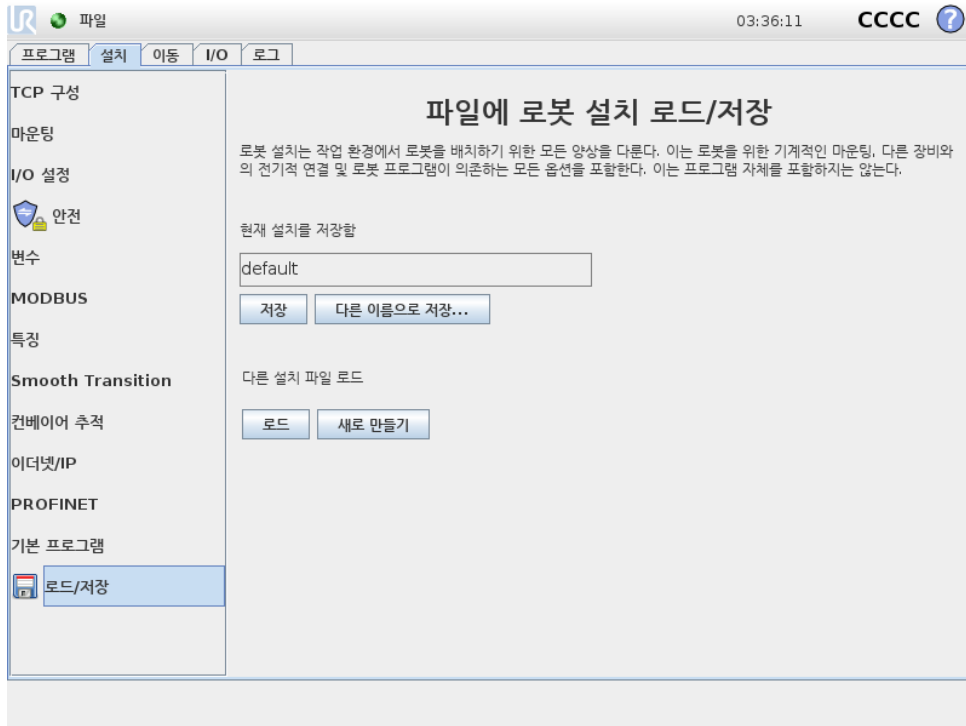 UR 파일 03:36:11 CCCC ?
프로그램 설치 이동 I/O 로그
TCP 구성
마운팅
I/O 설정
안전
변수
MODBUS
특징
Smooth Transition
컨베이어 추적
이더넷/IP
PROFINET
기본 프로그램
로드/저장
파일에 로봇 설치 로드/저장
로봇 설치는 작업 환경에서 로봇을 배치하기 위한 모든 양상을 다룬다. 이는 로봇을 위한 기계적인 마운팅, 다른 장비와
의 전기적 연결 및 로봇 프로그램이 의존하는 모든 옵션을 포함한다. 이는 프로그램 자체를 포함하지는 않는다.
현재 설치를 저장함
default
저장 다른 이름으로 저장...
다른 설치 파일 로드
로드 새로 만들기